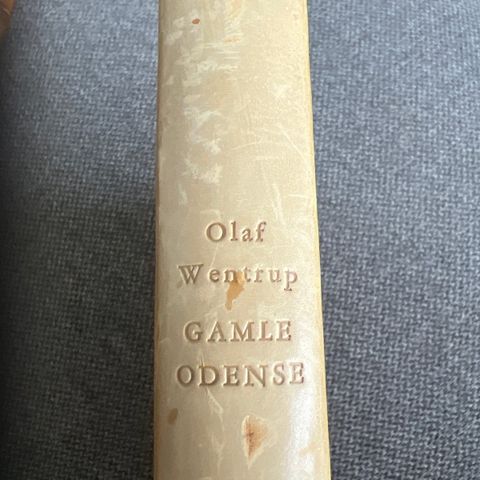 Olaf
Wentrup
GAMLE
ODENSE